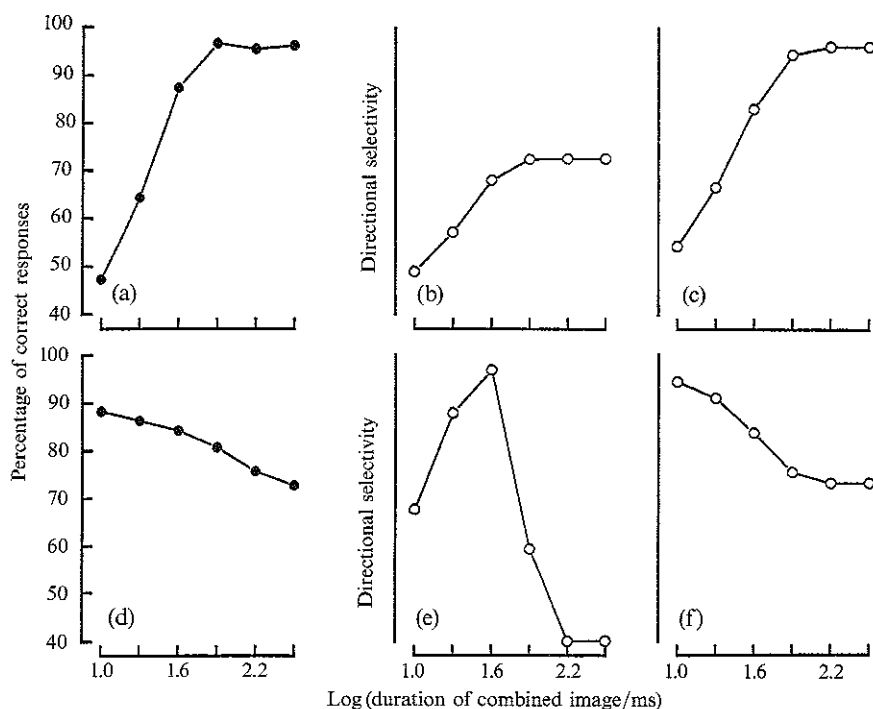 Percentage of correct responses
100
90
80
70
60
50
40
(a)
Directional selectivity
(b)
(c)
100
90
80
70
60
50
40
(d)
1.0 1.6 2.2
Directional selectivity
(e)
1.0 1.6 2.2
(f)
1.0 1.6 2.2
Log (duration of combined image/ms)